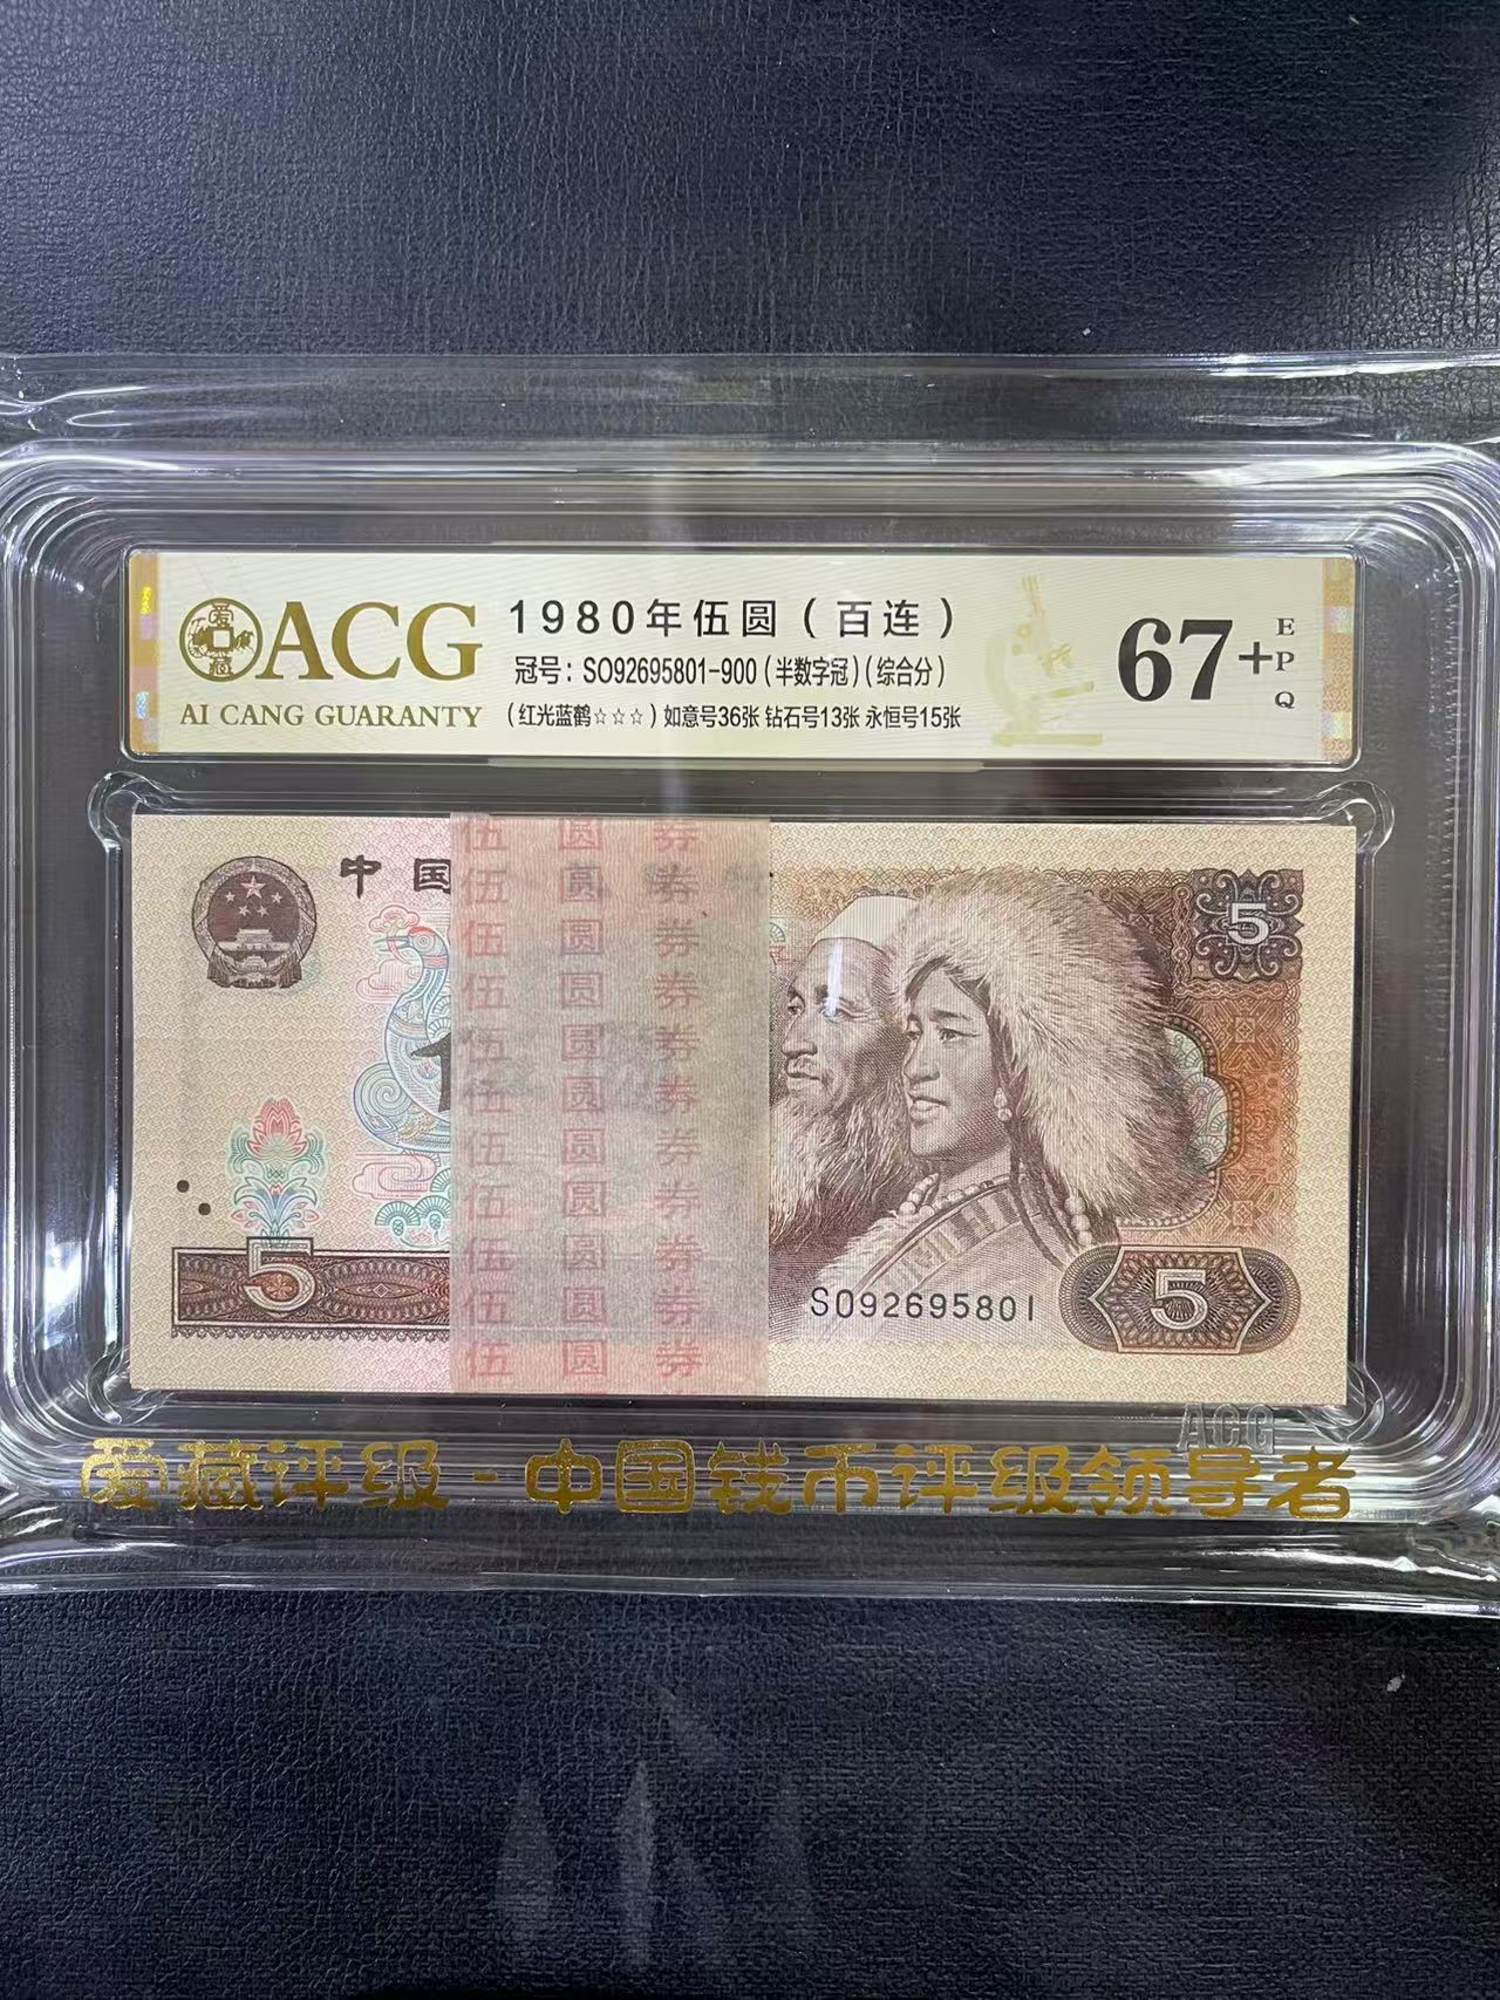 爱藏
ACG
AI CANG GUARANTY
1980年伍圆（百连）
冠号：SO92695801-900（半数字冠）（综合分）
（红光蓝鹤☆☆☆）如意号36张 钻石号13张 永恒号15张
67+
EPQ
中国
伍 圆 券
伍 圆 券
伍 圆 券
伍 圆 券
伍 圆 券
伍 圆 券
伍 圆 券
伍 圆 券
伍 圆 券
伍 圆 券
伍 圆 券
5
5
SO92695801
5
ACG
爱藏评级-中国钱币评级领导者